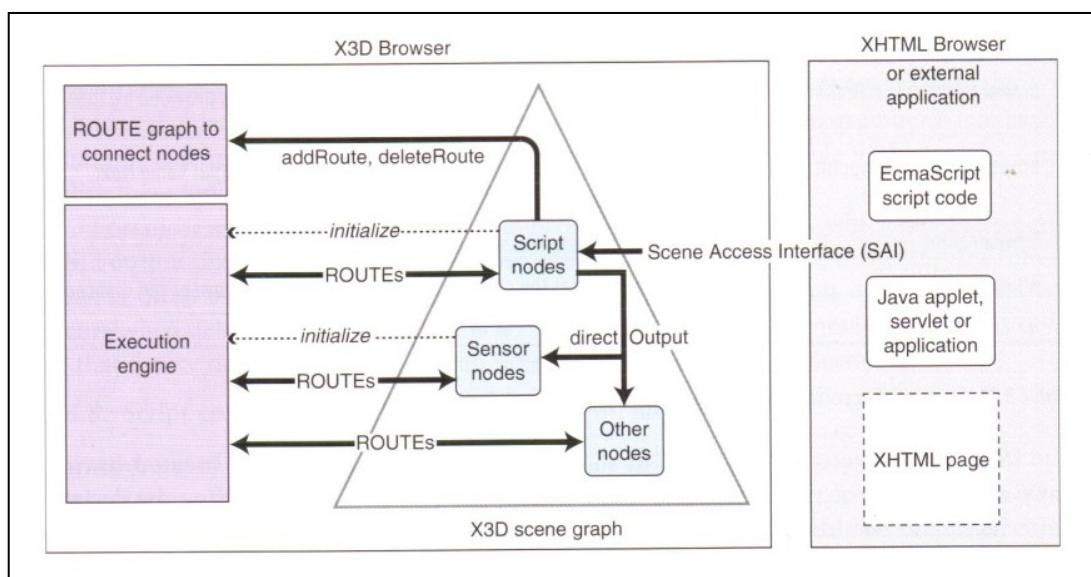 X3D Browser
ROUTE graph to
connect nodes
addRoute, deleteRoute
Execution
engine
initialize
ROUTEs
Script
nodes
Scene Access Interface (SAI)
initialize
ROUTEs
Sensor
nodes
direct Output
ROUTEs
Other
nodes
X3D scene graph
XHTML Browser
or external
application
EcmaScript
script code
Java applet,
servlet or
application
XHTML page